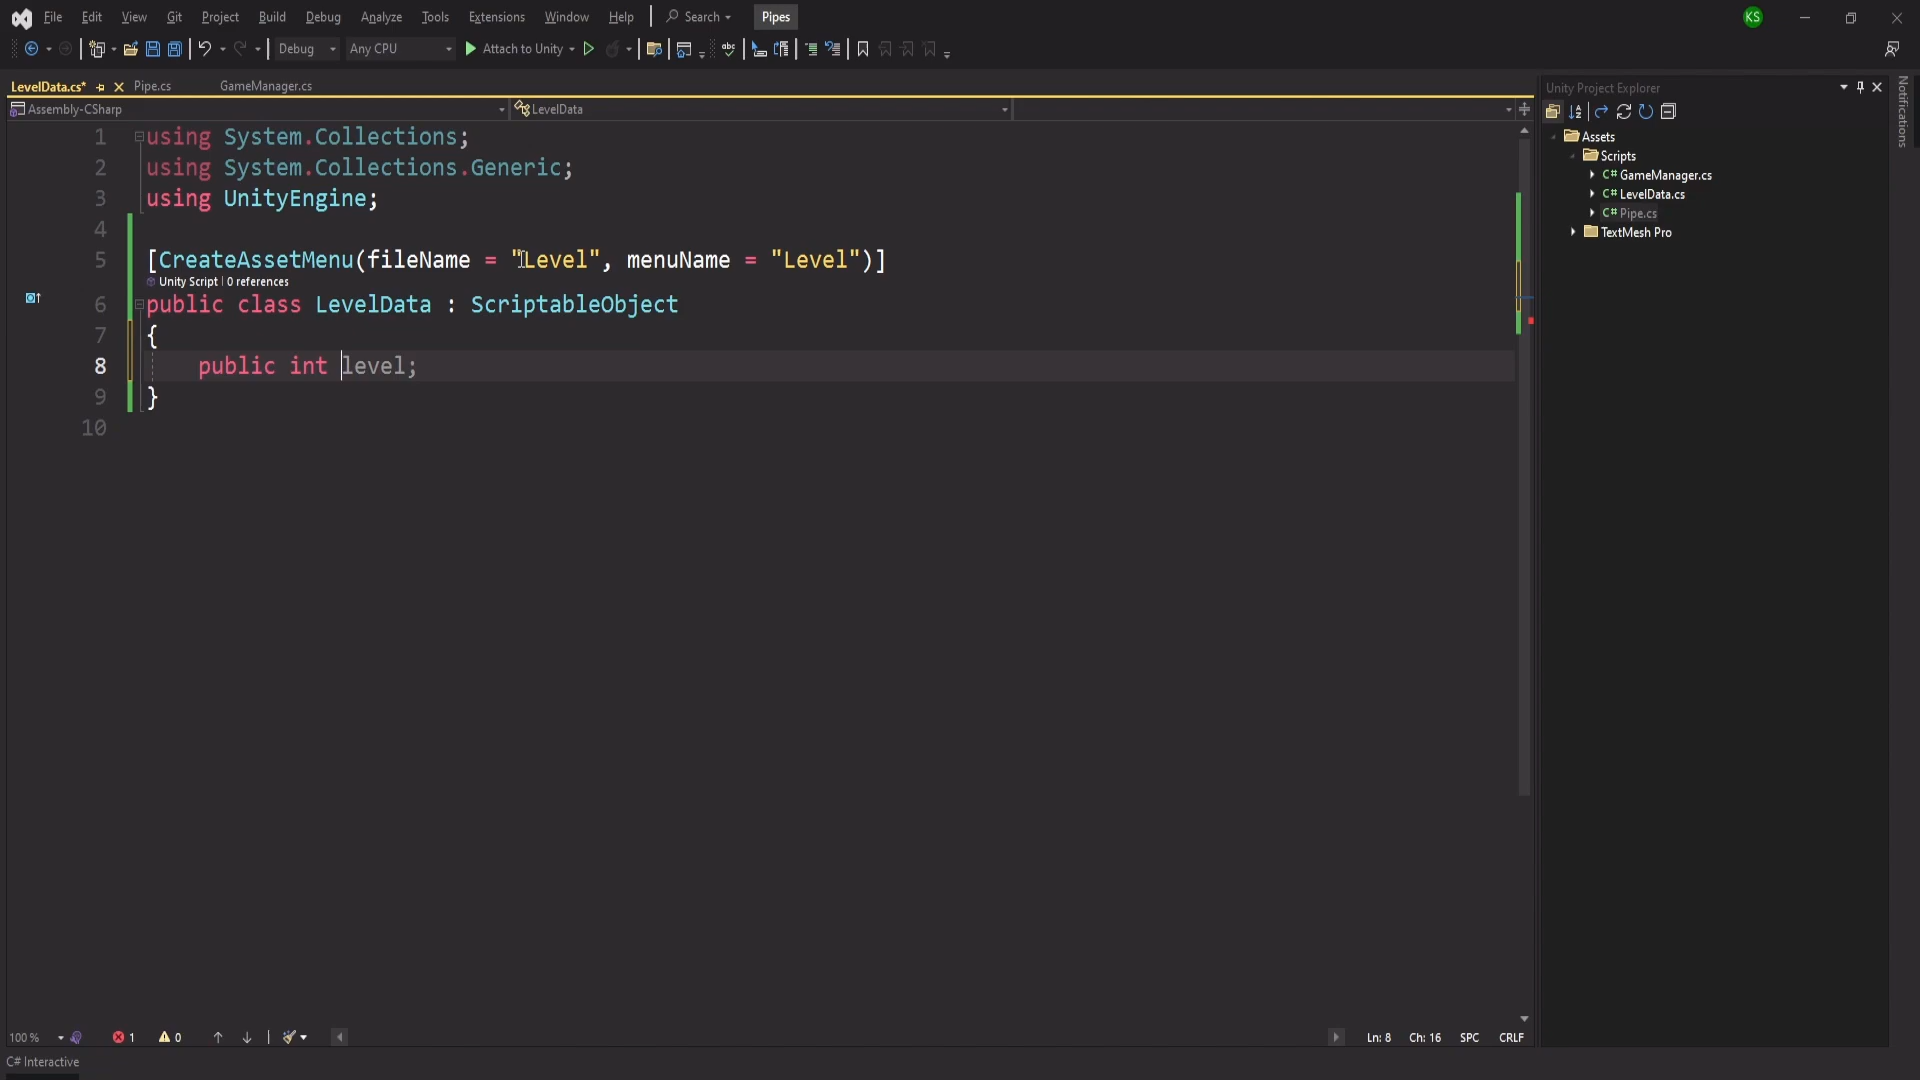 File Edit View Git Project Build Debug Analyze Tools Extensions Window Help Search Pipes KS
Debug Any CPU Attach to Unity abc
LevelData.cs* Pipe.cs GameManager.cs
Assembly-CSharp LevelData
1 using System.Collections;
2 using System.Collections.Generic;
3 using UnityEngine;
4
5 [CreateAssetMenu(fileName = "Level", menuName = "Level")]
Unity Script | 0 references
6 public class LevelData : ScriptableObject
7 {
8 public int level;
9 }
10
100 % 1 0 Ln: 8 Ch: 16 SPC CRLF
C# Interactive
Unity Project Explorer
Assets
Scripts
C# GameManager.cs
C# LevelData.cs
C# Pipe.cs
TextMesh Pro
Notifications